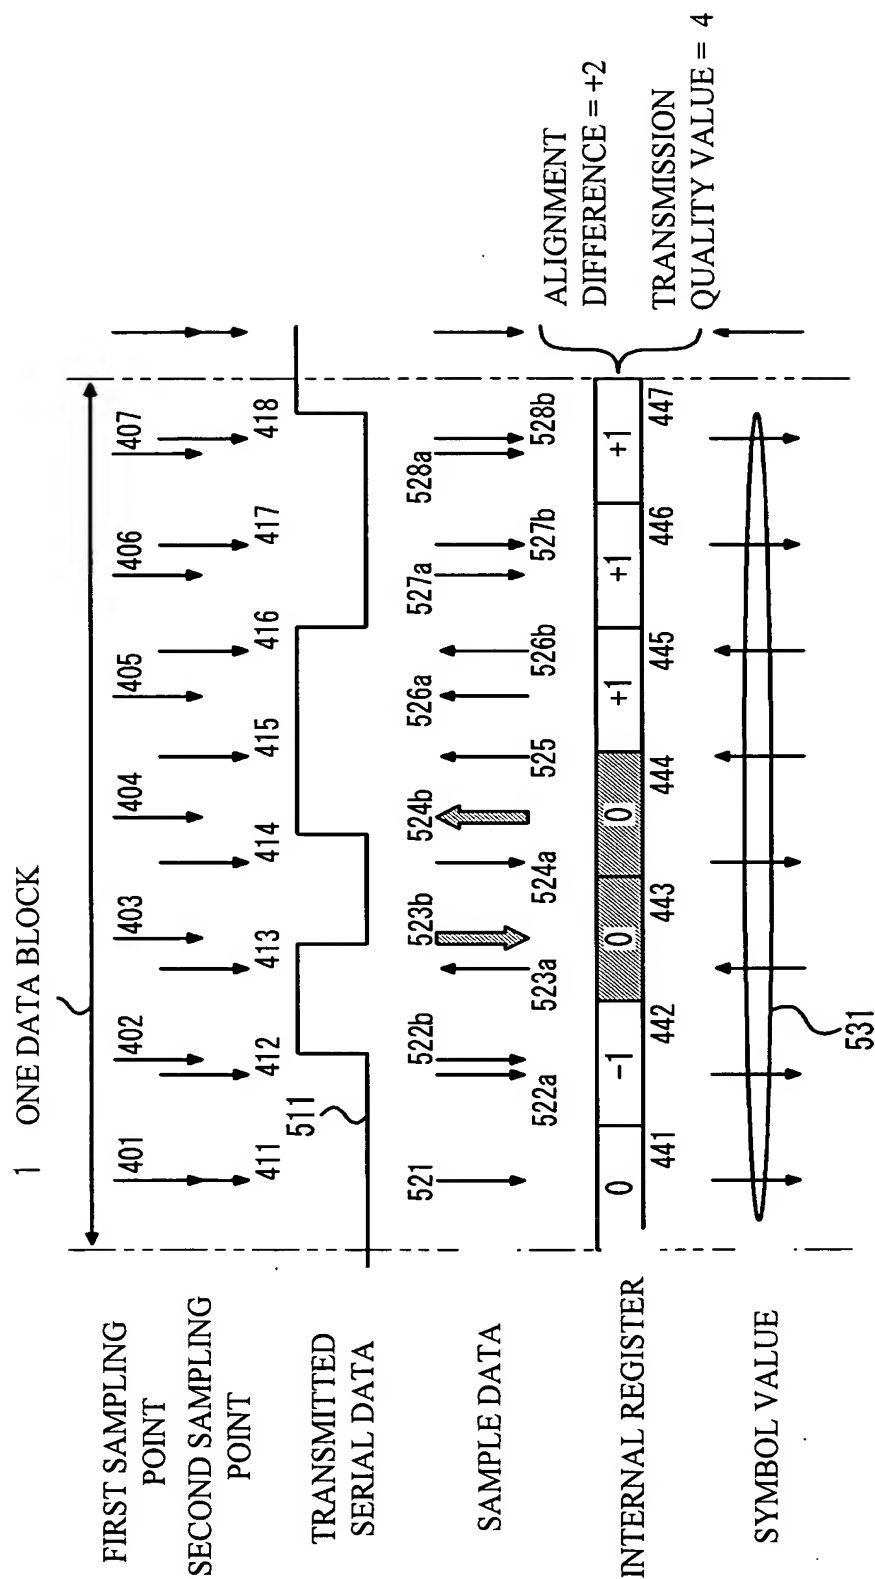 1 ONE DATA BLOCK
FIRST SAMPLING
POINT
401 402 403 404 405 406 407
SECOND SAMPLING
POINT
411 412 413 414 415 416 417 418
TRANSMITTED
SERIAL DATA
511
SAMPLE DATA
521 522b 523b 524b 525 526a 527a 528a
522a 523a 524a 526b 527b 528b
ALIGNMENT
DIFFERENCE = +2
INTERNAL REGISTER
0 −1 0 0 +1 +1 +1
441 442 443 444 445 446 447
TRANSMISSION
QUALITY VALUE = 4
SYMBOL VALUE
531